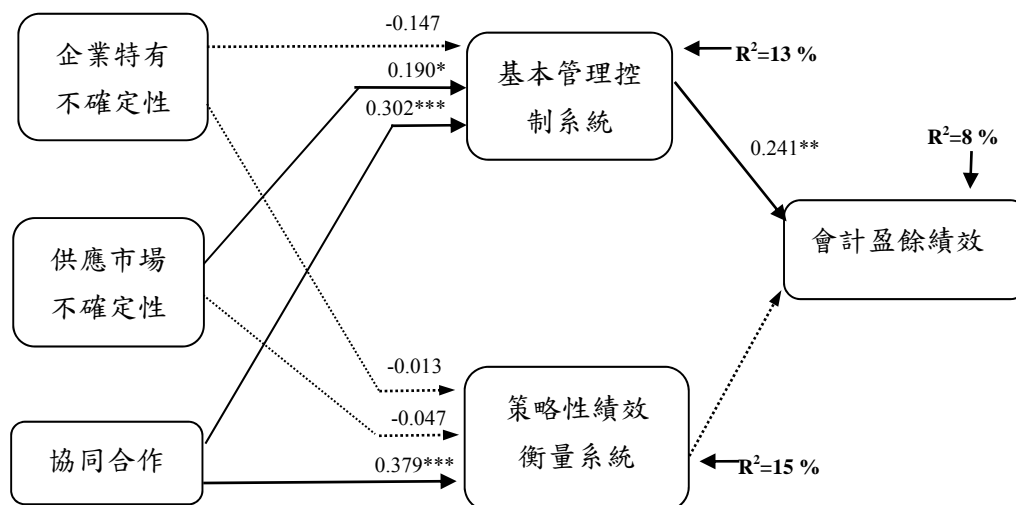 企業特有
不確定性
供應市場
不確定性
協同合作
-0.147
0.190*
0.302***
-0.013
-0.047
0.379***
基本管理控
制系統
R²=13 %
策略性績效
衡量系統
R²=15 %
0.241**
R²=8 %
會計盈餘績效